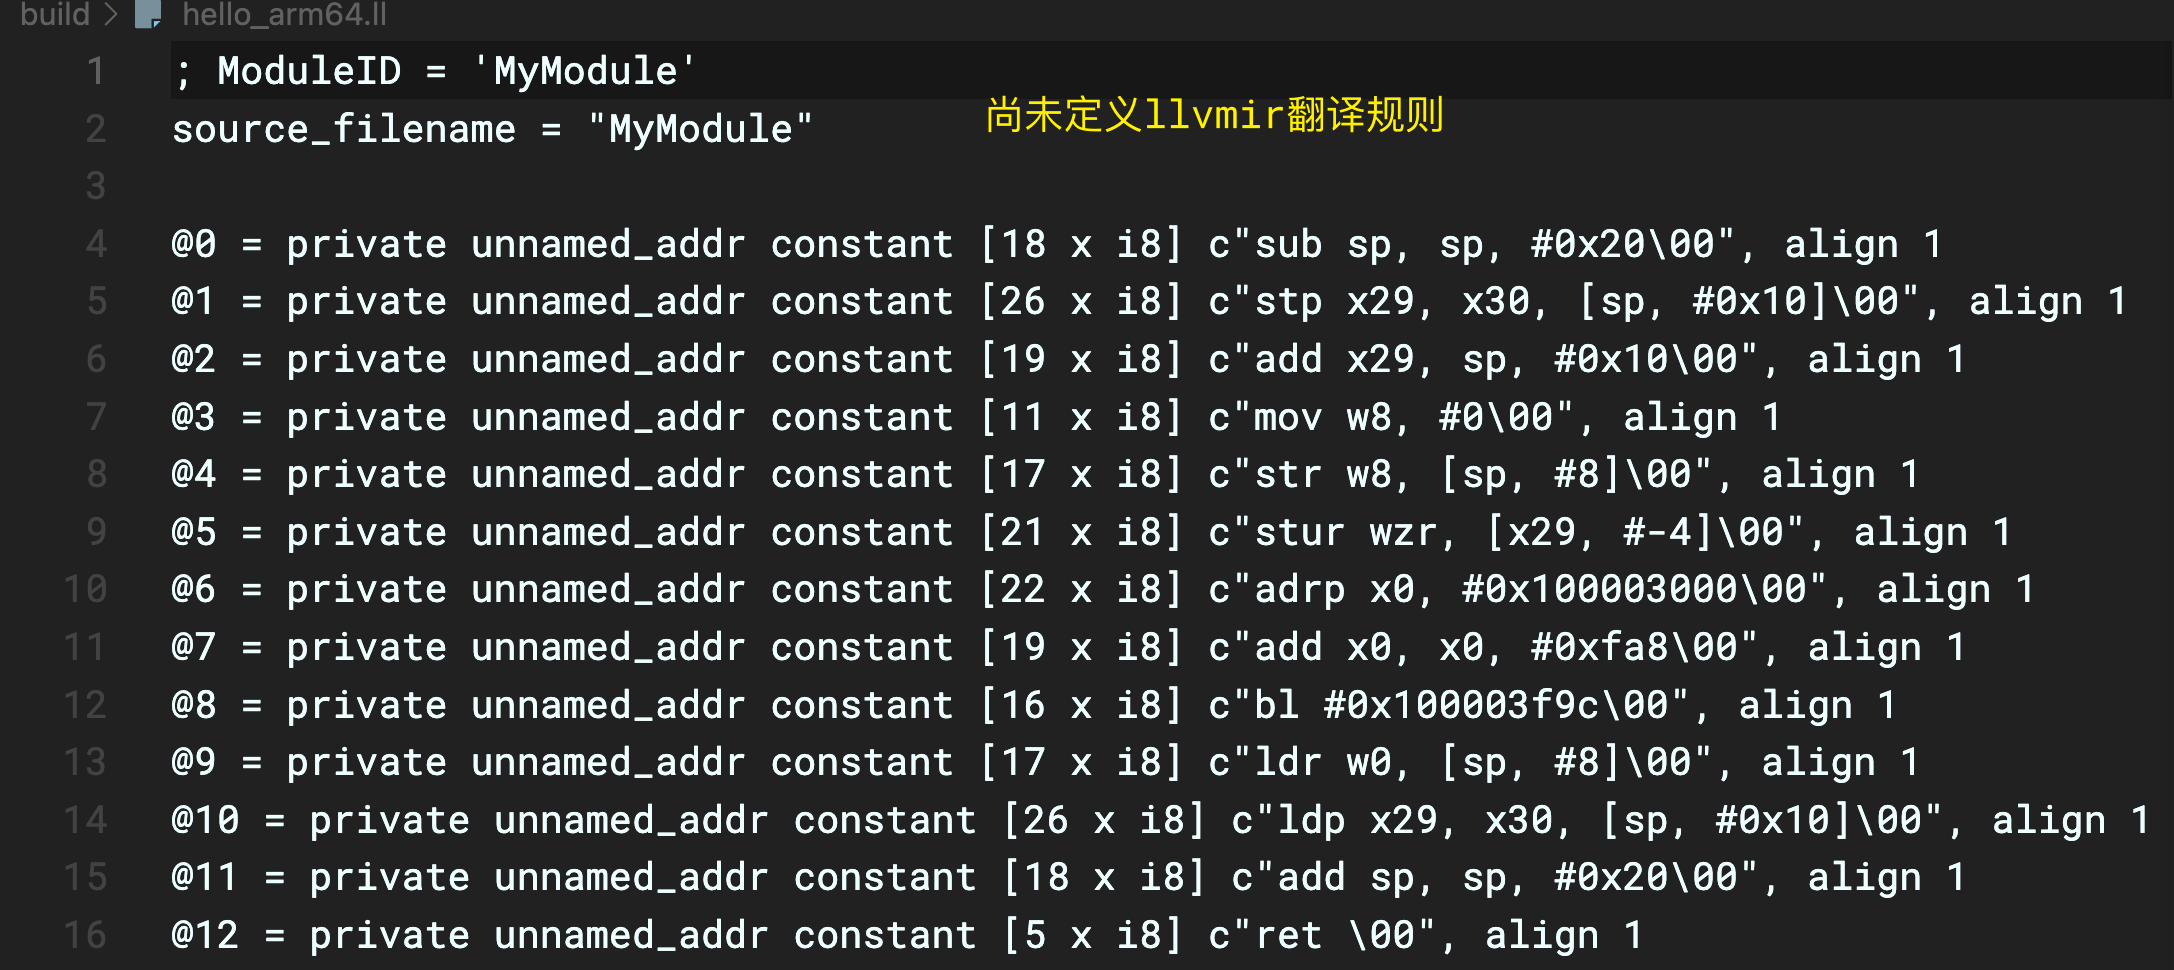 build > hello_arm64.ll
1 ; ModuleID = 'MyModule'
尚未定义llvmir翻译规则
2 source_filename = "MyModule"
3
4 @0 = private unnamed_addr constant [18 x i8] c"sub sp, sp, #0x20\00", align 1
5 @1 = private unnamed_addr constant [26 x i8] c"stp x29, x30, [sp, #0x10]\00", align 1
6 @2 = private unnamed_addr constant [19 x i8] c"add x29, sp, #0x10\00", align 1
7 @3 = private unnamed_addr constant [11 x i8] c"mov w8, #0\00", align 1
8 @4 = private unnamed_addr constant [17 x i8] c"str w8, [sp, #8]\00", align 1
9 @5 = private unnamed_addr constant [21 x i8] c"stur wzr, [x29, #-4]\00", align 1
10 @6 = private unnamed_addr constant [22 x i8] c"adrp x0, #0x100003000\00", align 1
11 @7 = private unnamed_addr constant [19 x i8] c"add x0, x0, #0xfa8\00", align 1
12 @8 = private unnamed_addr constant [16 x i8] c"bl #0x100003f9c\00", align 1
13 @9 = private unnamed_addr constant [17 x i8] c"ldr w0, [sp, #8]\00", align 1
14 @10 = private unnamed_addr constant [26 x i8] c"ldp x29, x30, [sp, #0x10]\00", align 1
15 @11 = private unnamed_addr constant [18 x i8] c"add sp, sp, #0x20\00", align 1
16 @12 = private unnamed_addr constant [5 x i8] c"ret \00", align 1